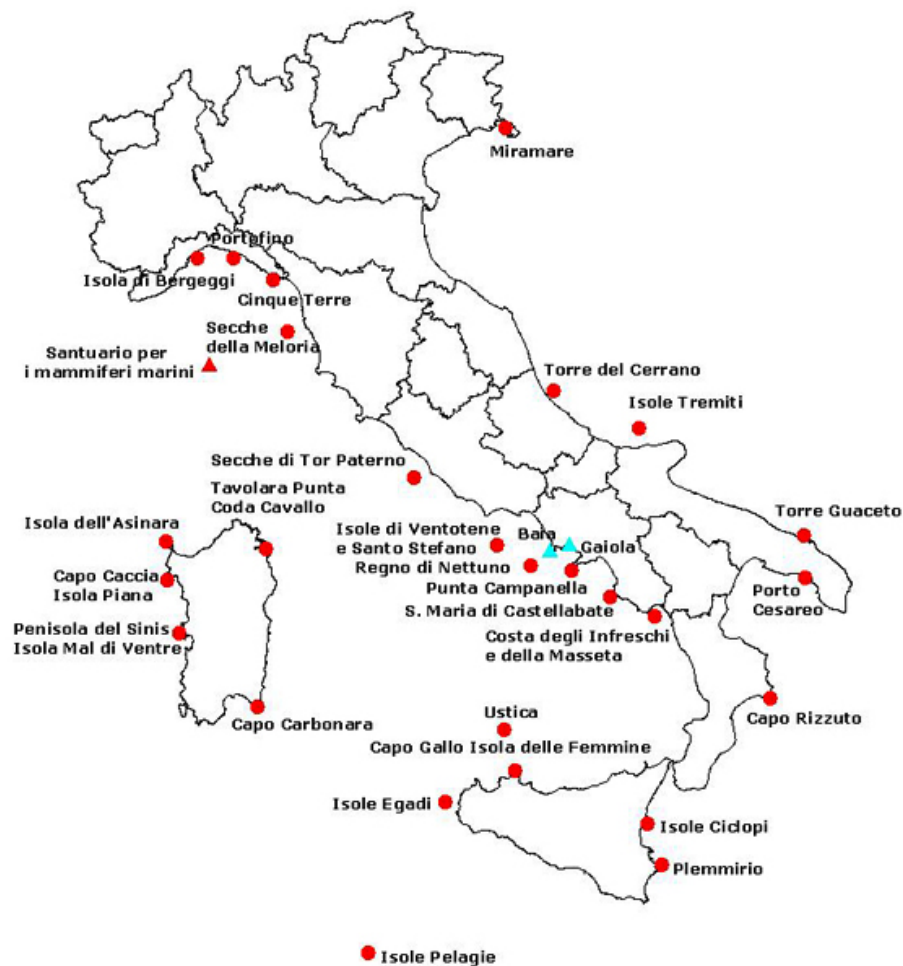 Miramare
Portofino
Isola di Bergeggi
Cinque Terre
Secche
della Meloria
Santuario per
i mammiferi marini
Torre del Cerrano
Isole Tremiti
Secche di Tor Paterno
Tavolara Punta
Coda Cavallo
Isola dell'Asinara
Isole di Ventotene
e Santo Stefano
Baia
Gaiola
Torre Guaceto
Regno di Nettuno
Capo Caccia
Isola Piana
Punta Campanella
Porto
Cesareo
S. Maria di Castellabate
Penisola del Sinis
Isola Mal di Ventre
Costa degli Infreschi
e della Masseta
Capo Carbonara
Capo Rizzuto
Ustica
Capo Gallo Isola delle Femmine
Isole Egadi
Isole Ciclopi
Plemmirio
Isole Pelagie